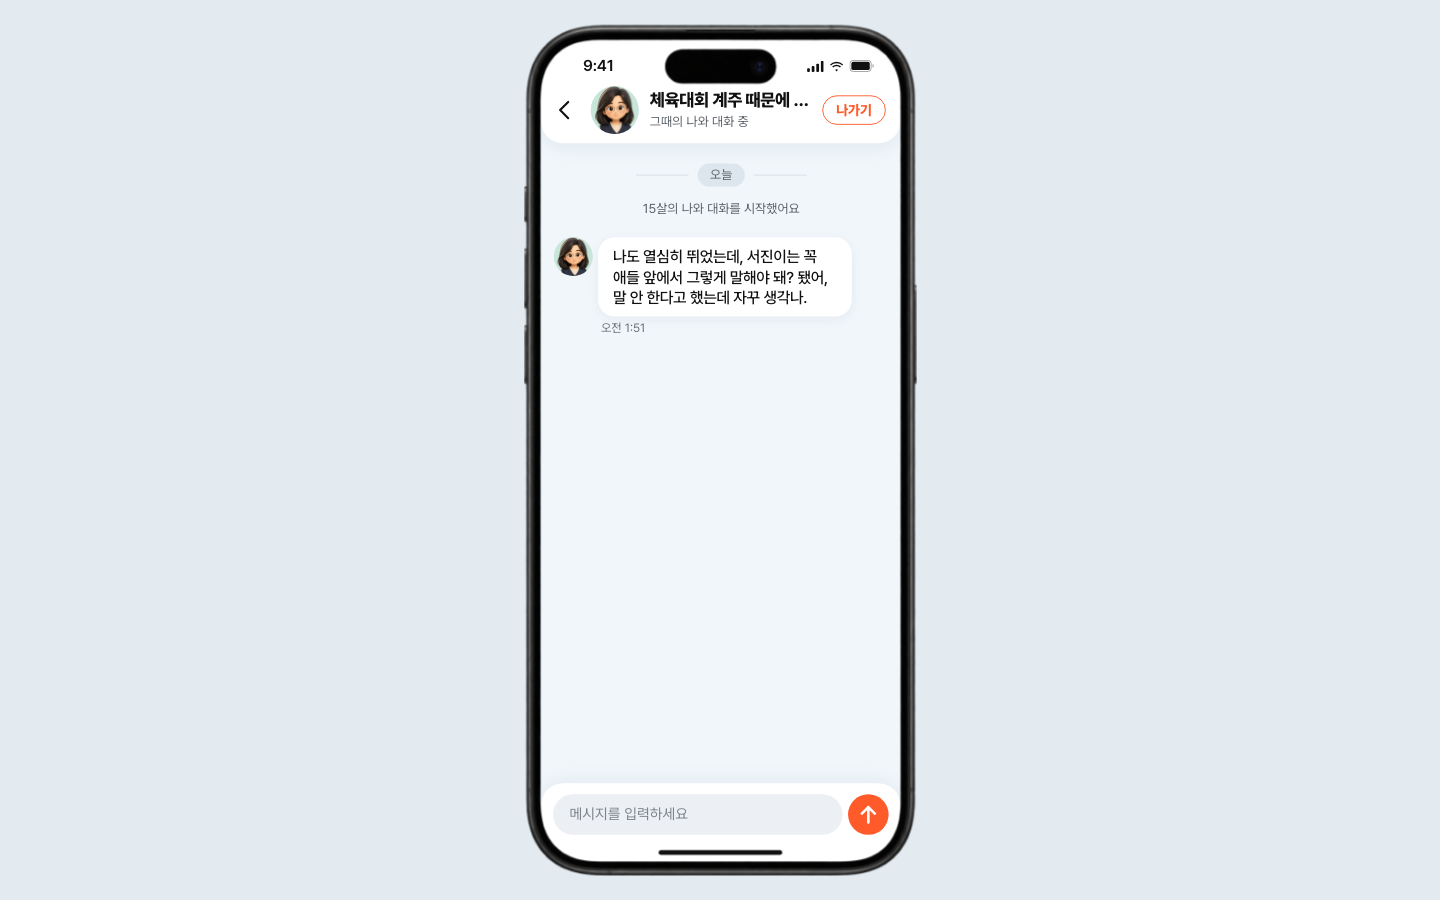 9:41
체육대회 계주 때문에 ...
그때의 나와 대화 중
나가기
오늘
15살의 나와 대화를 시작했어요
나도 열심히 뛰었는데, 서진이는 꼭
애들 앞에서 그렇게 말해야 돼? 됐어,
말 안 한다고 했는데 자꾸 생각나.
오전 1:51
메시지를 입력하세요